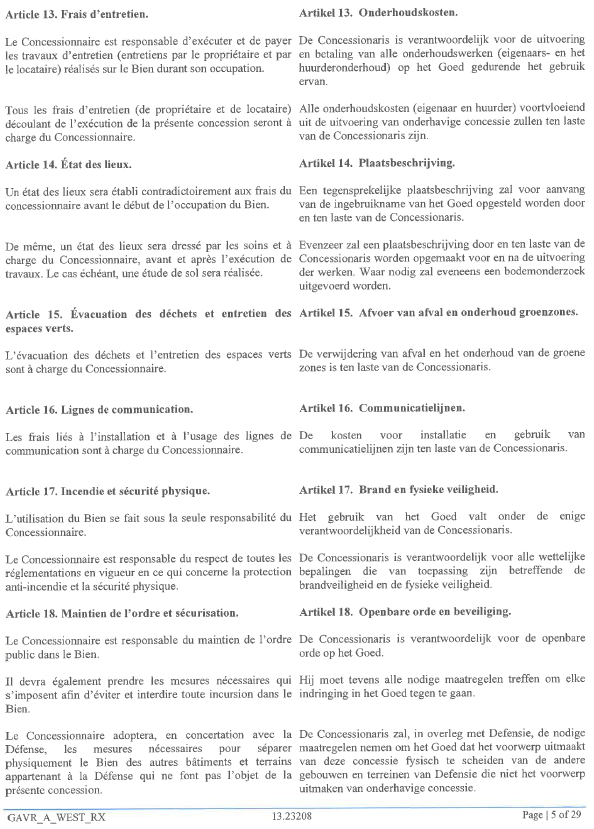 Article 13. Frais d'entretien.
Le Concessionnaire est responsable d'exécuter et de payer
les travaux d'entretien (entretiens par le propriétaire et par
le locataire) réalisés sur le Bien durant son occupation.
Tous les frais d'entretien (de propriétaire et de locataire)
découlant de l'exécution de la présente concession seront à
charge du Concessionnaire.
Article 14. État des lieux.
Un état des lieux sera établi contradictoirement aux frais du
concessionnaire avant le début de l'occupation du Bien.
De même, un état des lieux sera dressé par les soins et à
charge du Concessionnaire, avant et après l'exécution de
travaux. Le cas échéant, une étude de sol sera réalisée.
Article 15. Évacuation des déchets et entretien des
espaces verts.
L'évacuation des déchets et l'entretien des espaces verts
sont à charge du Concessionnaire.
Article 16. Lignes de communication.
Les frais liés à l'installation et à l'usage des lignes de
communication sont à charge du Concessionnaire.
Article 17. Incendie et sécurité physique.
L'utilisation du Bien se fait sous la seule responsabilité du
Concessionnaire.
Le Concessionnaire est responsable du respect de toutes les
réglementations en vigueur en ce qui concerne la protection
anti-incendie et la sécurité physique.
Article 18. Maintien de l'ordre et sécurisation.
Le Concessionnaire est responsable du maintien de l'ordre
public dans le Bien.
Il devra également prendre les mesures nécessaires qui
s'imposent afin d'éviter et interdire toute incursion dans le
Bien.
Le Concessionnaire adoptera, en concertation avec la
Défense, les mesures nécessaires pour séparer
physiquement le Bien des autres bâtiments et terrains
appartenant à la Défense qui ne font pas l'objet de la
présente concession.
Artikel 13. Onderhoudskosten.
De Concessionaris is verantwoordelijk voor de uitvoering
en betaling van alle onderhoudswerken (eigenaars- en het
huurderonderhoud) op het Goed gedurende het gebruik
ervan.
Alle onderhoudskosten (eigenaar en huurder) voortvloeiend
uit de uitvoering van onderhavige concessie zullen ten laste
van de Concessionaris zijn.
Artikel 14. Plaatsbeschrijving.
Een tegensprekelijke plaatsbeschrijving zal voor aanvang
van de ingebruikname van het Goed opgesteld worden door
en ten laste van de Concessionaris.
Evenzeer zal een plaatsbeschrijving door en ten laste van de
Concessionaris worden opgemaakt voor en na de uitvoering
der werken. Waar nodig zal eveneens een bodemonderzoek
uitgevoerd worden.
Artikel 15. Afvoer van afval en onderhoud groenzones.
De verwijdering van afval en het onderhoud van de groene
zones is ten laste van de Concessionaris.
Artikel 16. Communicatielijnen.
De kosten voor installatie en gebruik van
communicatielijnen zijn ten laste van de Concessionaris.
Artikel 17. Brand en fysieke veiligheid.
Het gebruik van het Goed valt onder de enige
verantwoordelijkheid van de Concessionaris.
De Concessionaris is verantwoordelijk voor alle wettelijke
bepalingen die van toepassing zijn betreffende de
brandveiligheid en de fysieke veiligheid.
Artikel 18. Openbare orde en beveiliging.
De Concessionaris is verantwoordelijk voor de openbare
orde op het Goed.
Hij moet tevens alle nodige maatregelen treffen om elke
indringing in het Goed tegen te gaan.
De Concessionaris zal, in overleg met Defensie, de nodige
maatregelen nemen om het Goed dat het voorwerp uitmaakt
van deze concessie fysisch te scheiden van de andere
gebouwen en terreinen van Defensie die niet het voorwerp
uitmaken van onderhavige concessie.
GAVR_A_WEST_RX 13.23208 Page | 5 of 29